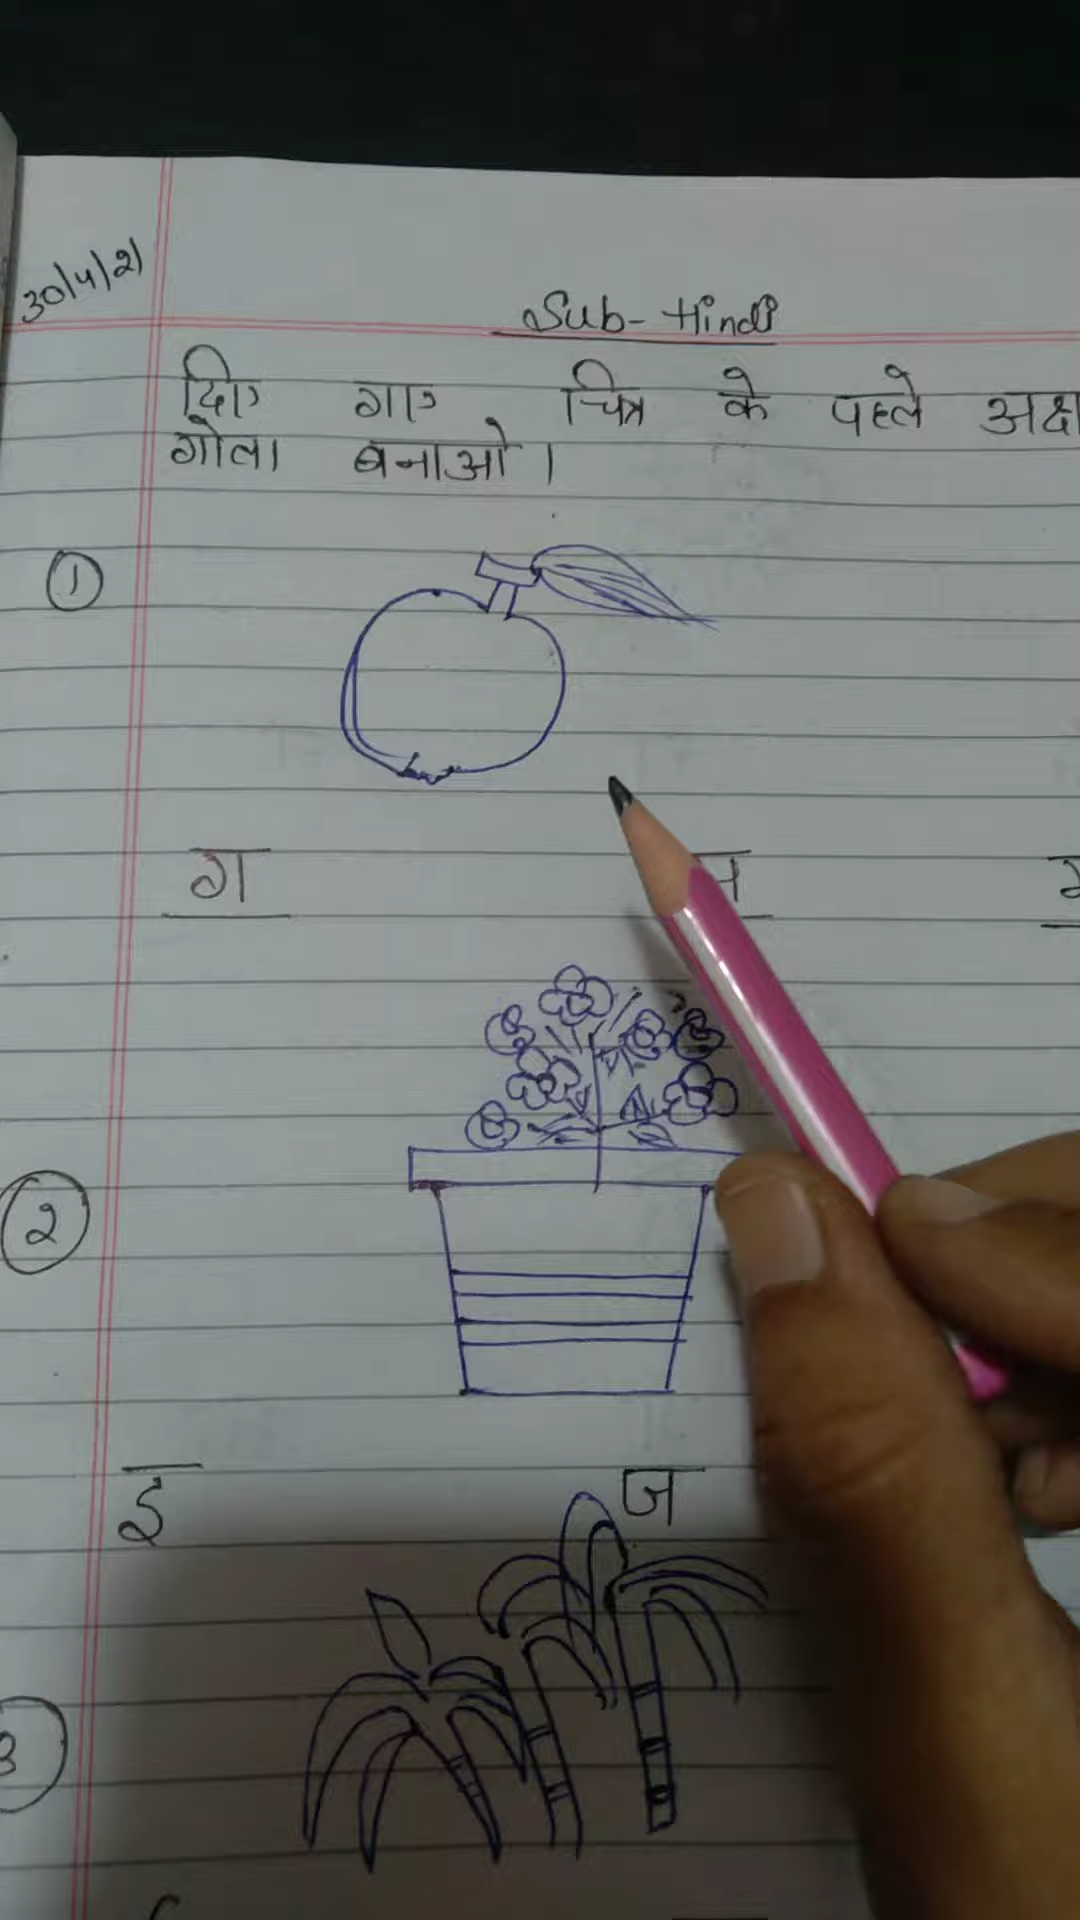 30/4/21
Sub- Hindi
दिए गए चित्र के पहले अक्ष
गोला बनाओ।
1
ग
2
इ ज
3